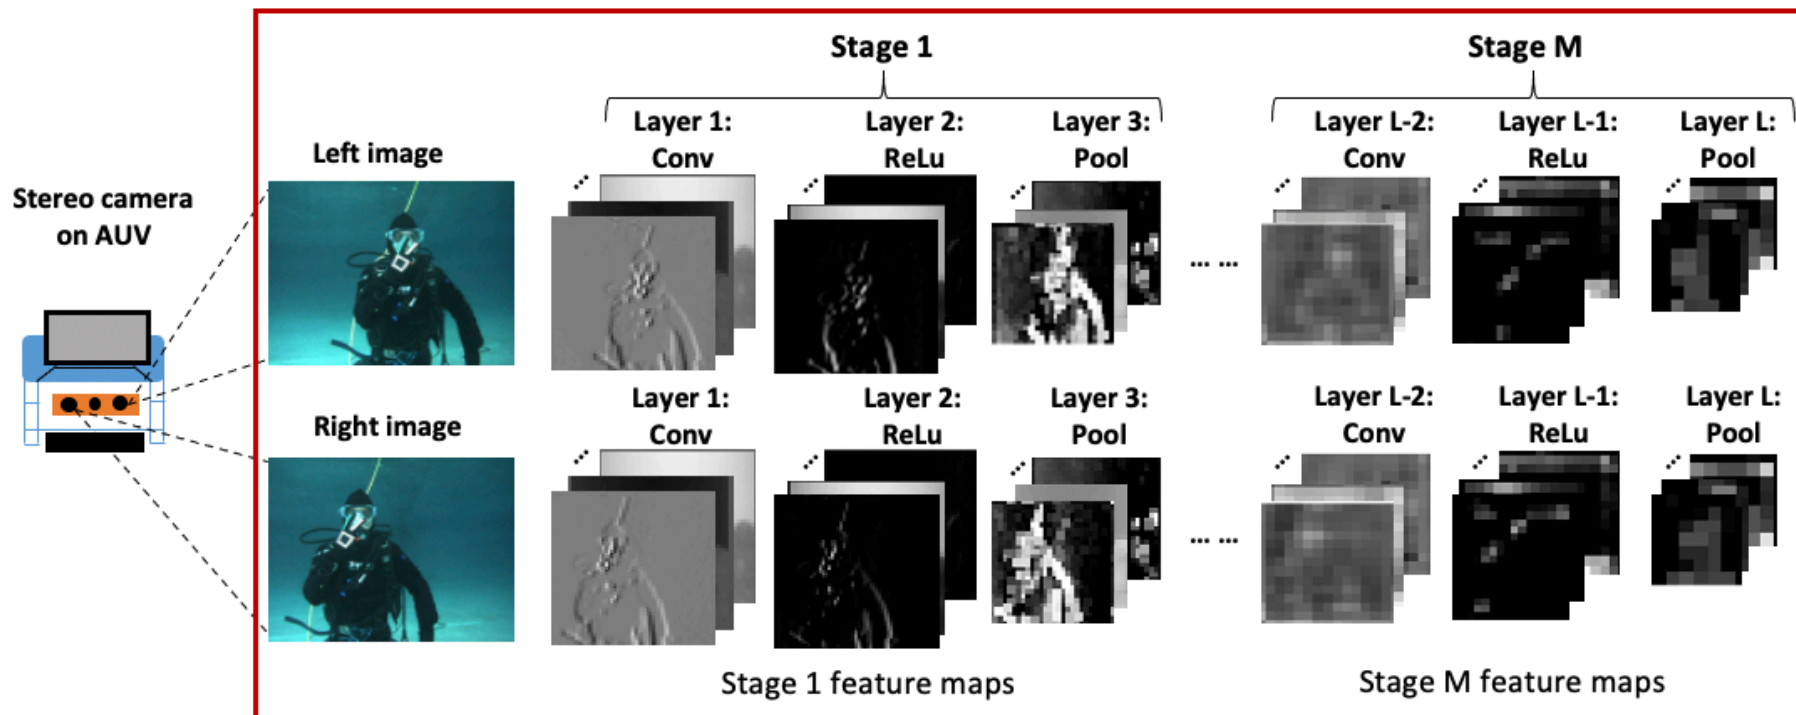 Stage 1
Stage M
Stereo camera
on AUV
Left image
Layer 1:
Conv
Layer 2:
ReLu
Layer 3:
Pool
... ...
Layer L-2:
Conv
Layer L-1:
ReLu
Layer L:
Pool
Right image
Layer 1:
Conv
Layer 2:
ReLu
Layer 3:
Pool
... ...
Layer L-2:
Conv
Layer L-1:
ReLu
Layer L:
Pool
Stage 1 feature maps
Stage M feature maps